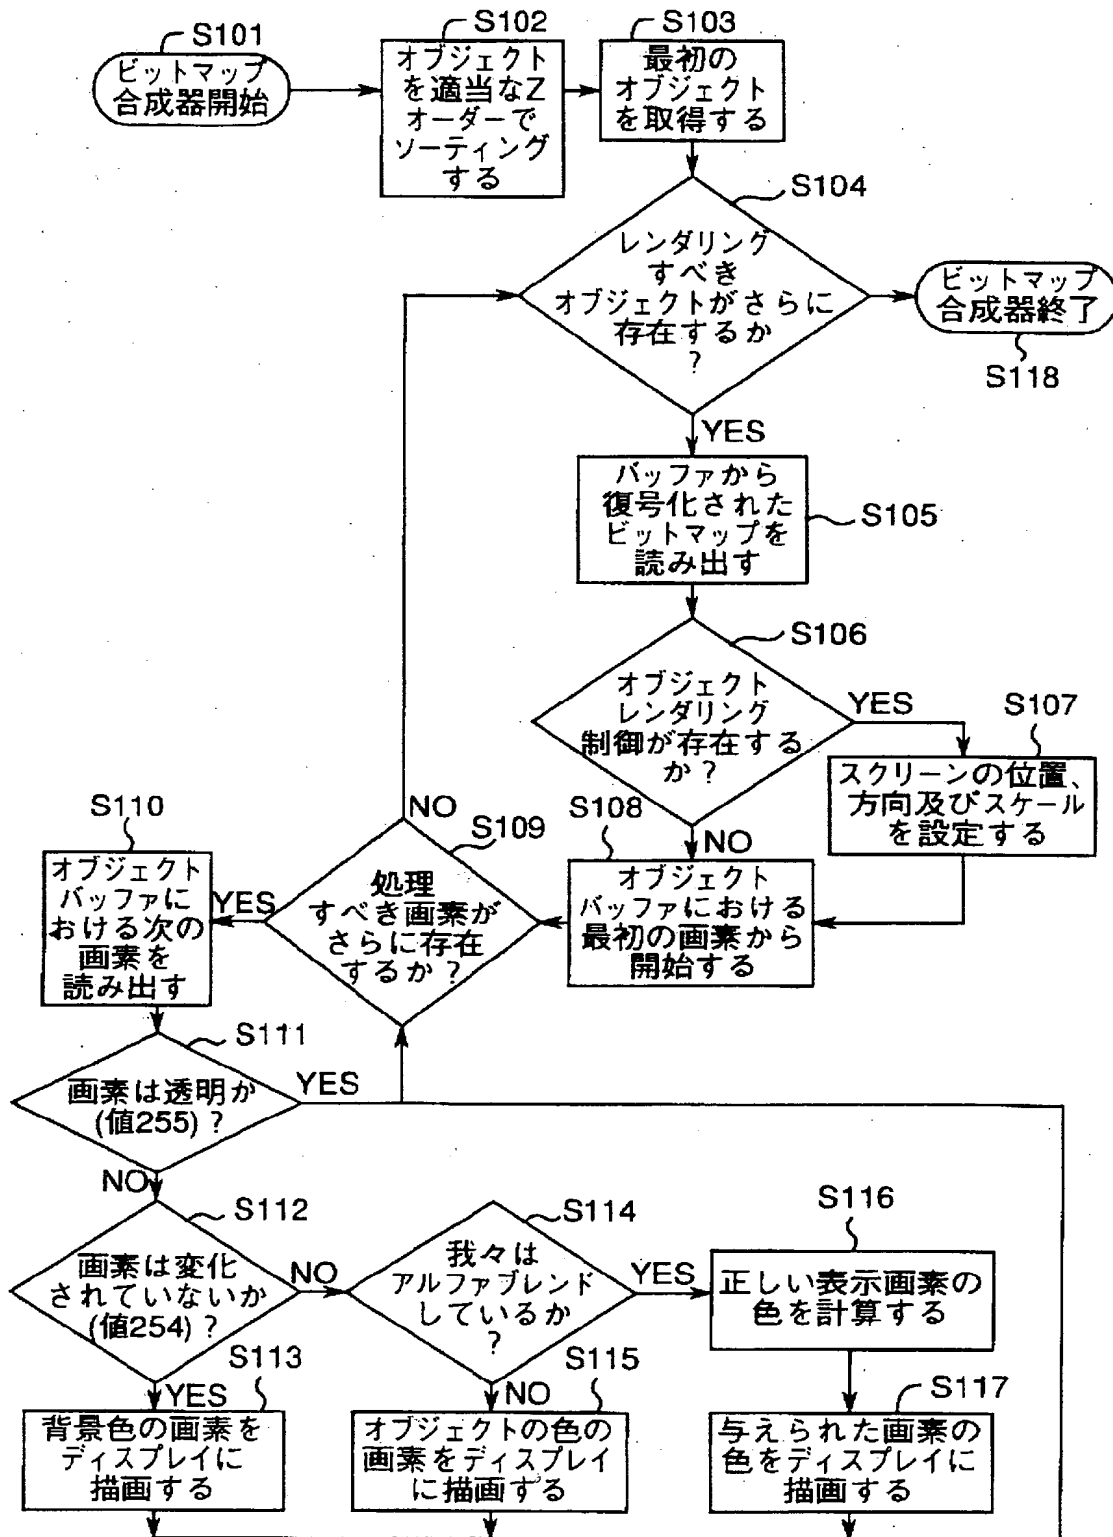 S101
ビットマップ
合成器開始
S102
オブジェクト
を適当なZ
オーダーで
ソーティング
する
S103
最初の
オブジェクト
を取得する
S104
レンダリング
すべき
オブジェクトがさらに
存在するか
?
ビットマップ
合成器終了
S118
YES
バッファから
復号化された
ビットマップを
読み出す
S105
S106
オブジェクト
レンダリング
制御が存在する
か?
YES
S107
スクリーンの位置、
方向及びスケール
を設定する
NO
S108
オブジェクト
バッファにおける
最初の画素から
開始する
NO
S109
処理
すべき画素が
さらに存在
するか?
YES
S110
オブジェクト
バッファに
おける次の
画素を
読み出す
S111
画素は透明か
(値255)?
YES
NO
S112
画素は変化
されていないか
(値254)?
NO
S114
我々は
アルファブレンド
しているか
?
YES
S116
正しい表示画素の
色を計算する
YES
S113
背景色の画素を
ディスプレイに
描画する
NO
S115
オブジェクトの色の
画素をディスプレイ
に描画する
S117
与えられた画素の
色をディスプレイに
描画する